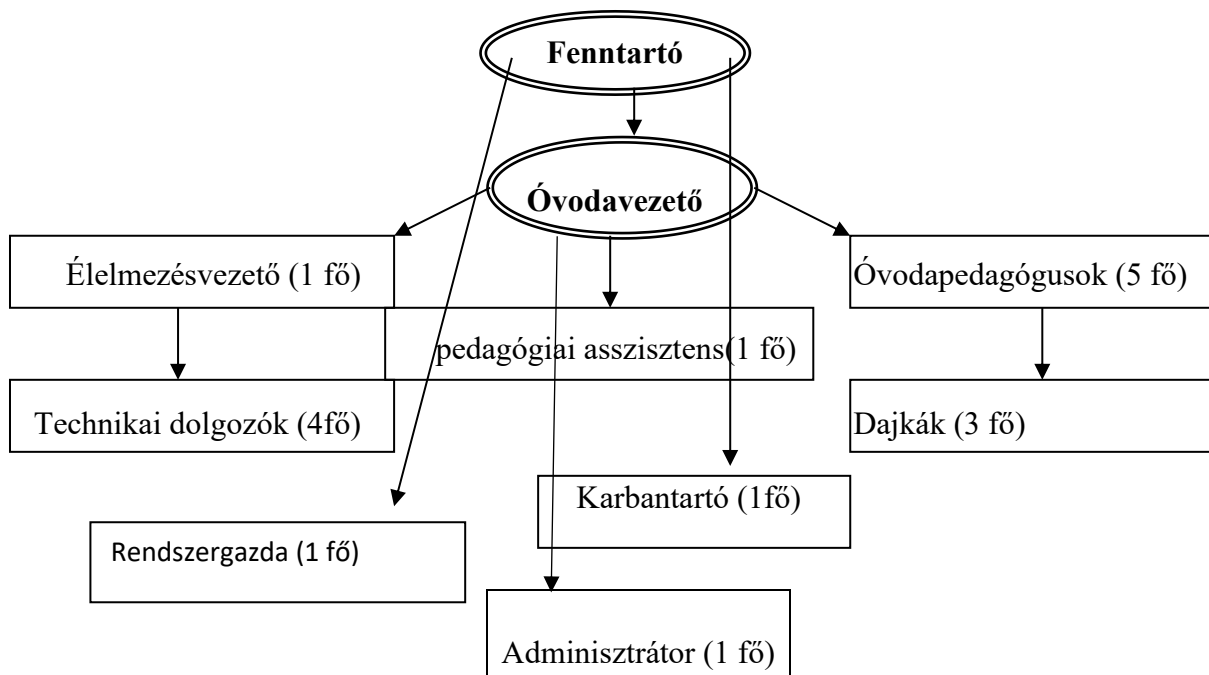 Fenntartó
Óvodavezető
Élelmezésvezető (1 fő)
Óvodapedagógusok (5 fő)
pedagógiai asszisztens(1 fő)
Technikai dolgozók (4fő)
Dajkák (3 fő)
Karbantartó (1fő)
Rendszergazda (1 fő)
Adminisztrátor (1 fő)